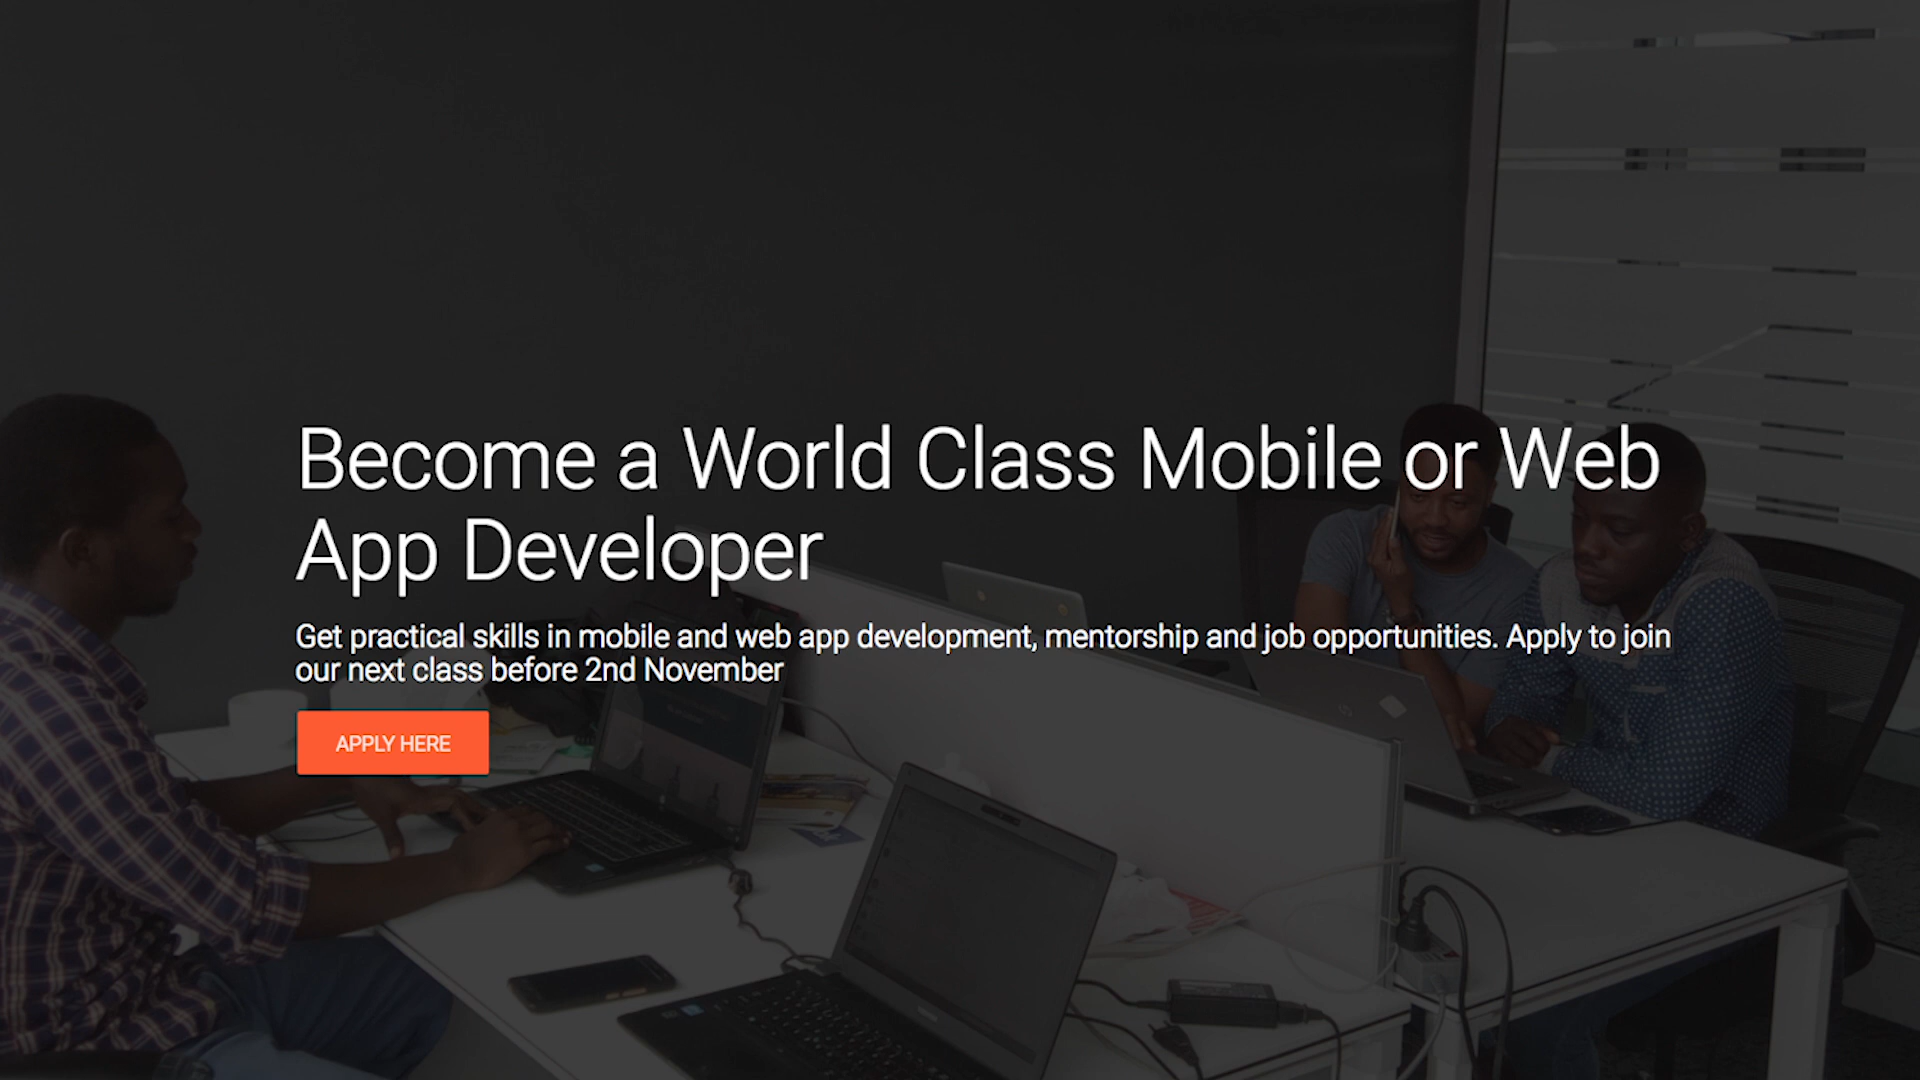 Become a World Class Mobile or Web
App Developer
Get practical skills in mobile and web app development, mentorship and job opportunities. Apply to join
our next class before 2nd November
APPLY HERE